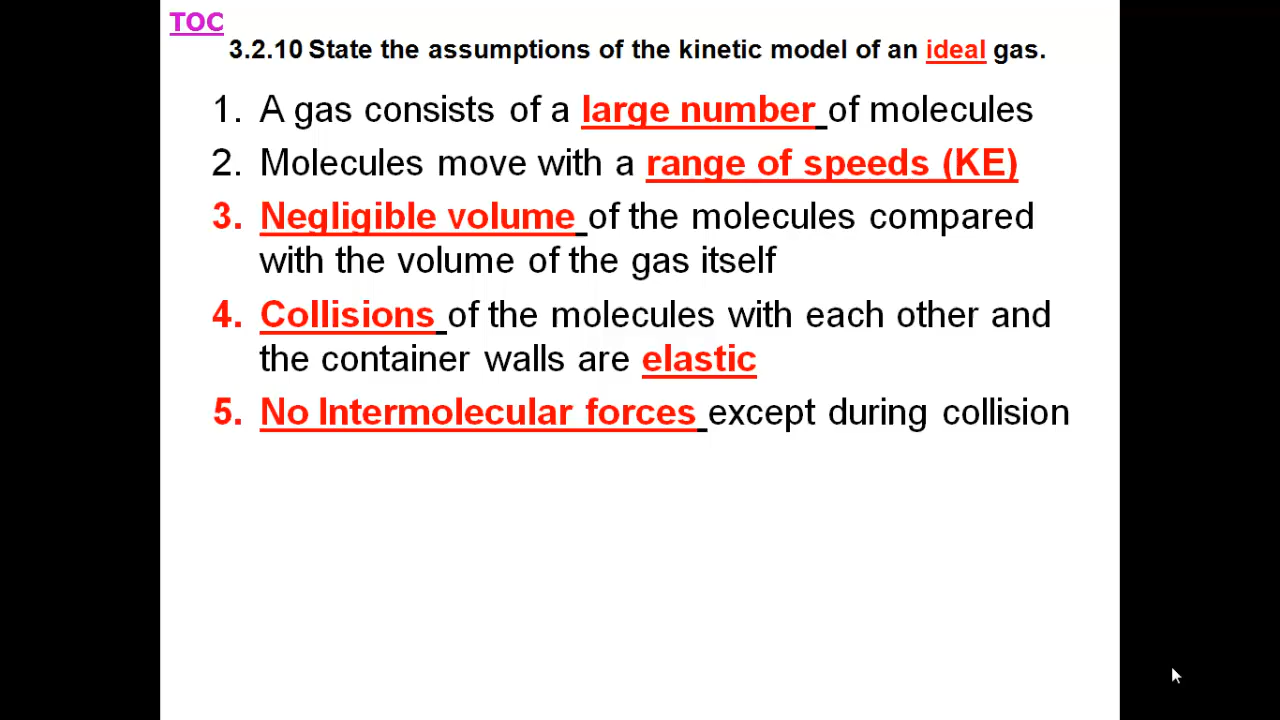 TOC
3.2.10 State the assumptions of the kinetic model of an ideal gas.
1. A gas consists of a large number of molecules
2. Molecules move with a range of speeds (KE)
3. Negligible volume of the molecules compared
with the volume of the gas itself
4. Collisions of the molecules with each other and
the container walls are elastic
5. No Intermolecular forces except during collision